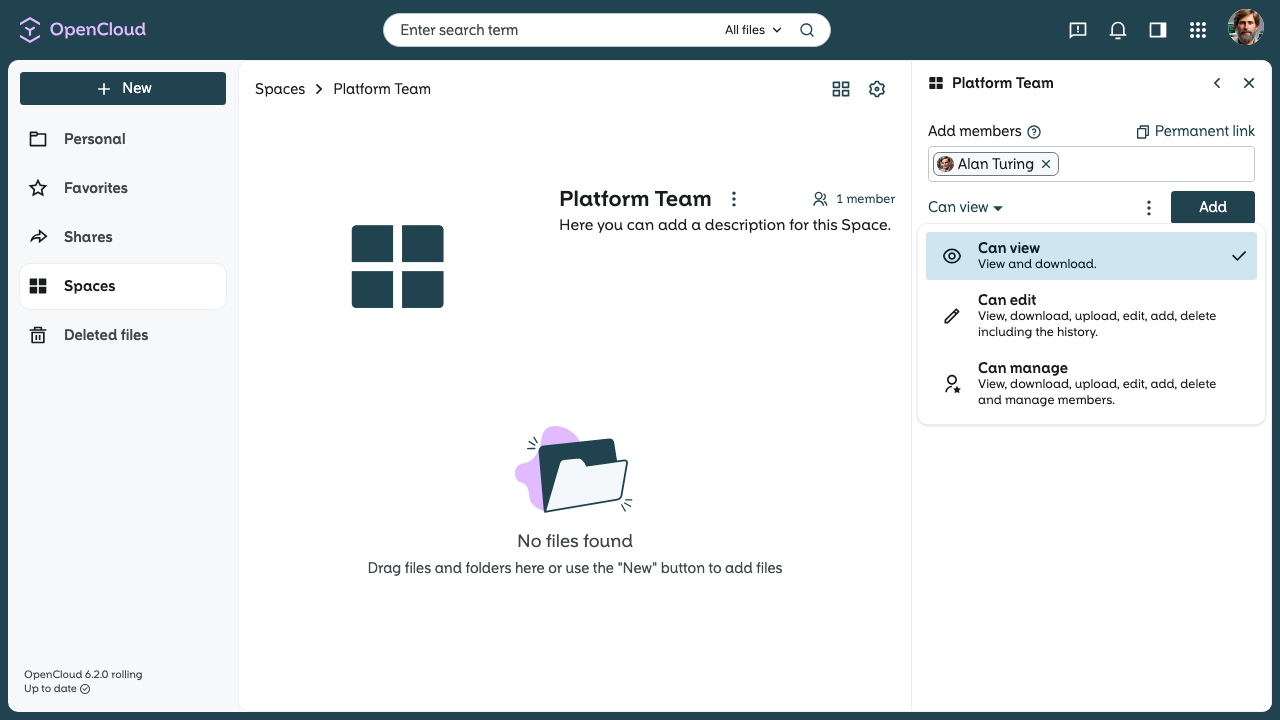 OpenCloud
Enter search term
All files
New
Personal
Favorites
Shares
Spaces
Deleted files
OpenCloud 6.2.0 rolling
Up to date
Spaces
Platform Team
Platform Team
1 member
Here you can add a description for this Space.
No files found
Drag files and folders here or use the "New" button to add files
Platform Team
Add members
Permanent link
Alan Turing
Can view
Add
Can view
View and download.
Can edit
View, download, upload, edit, add, delete
including the history.
Can manage
View, download, upload, edit, add, delete
and manage members.